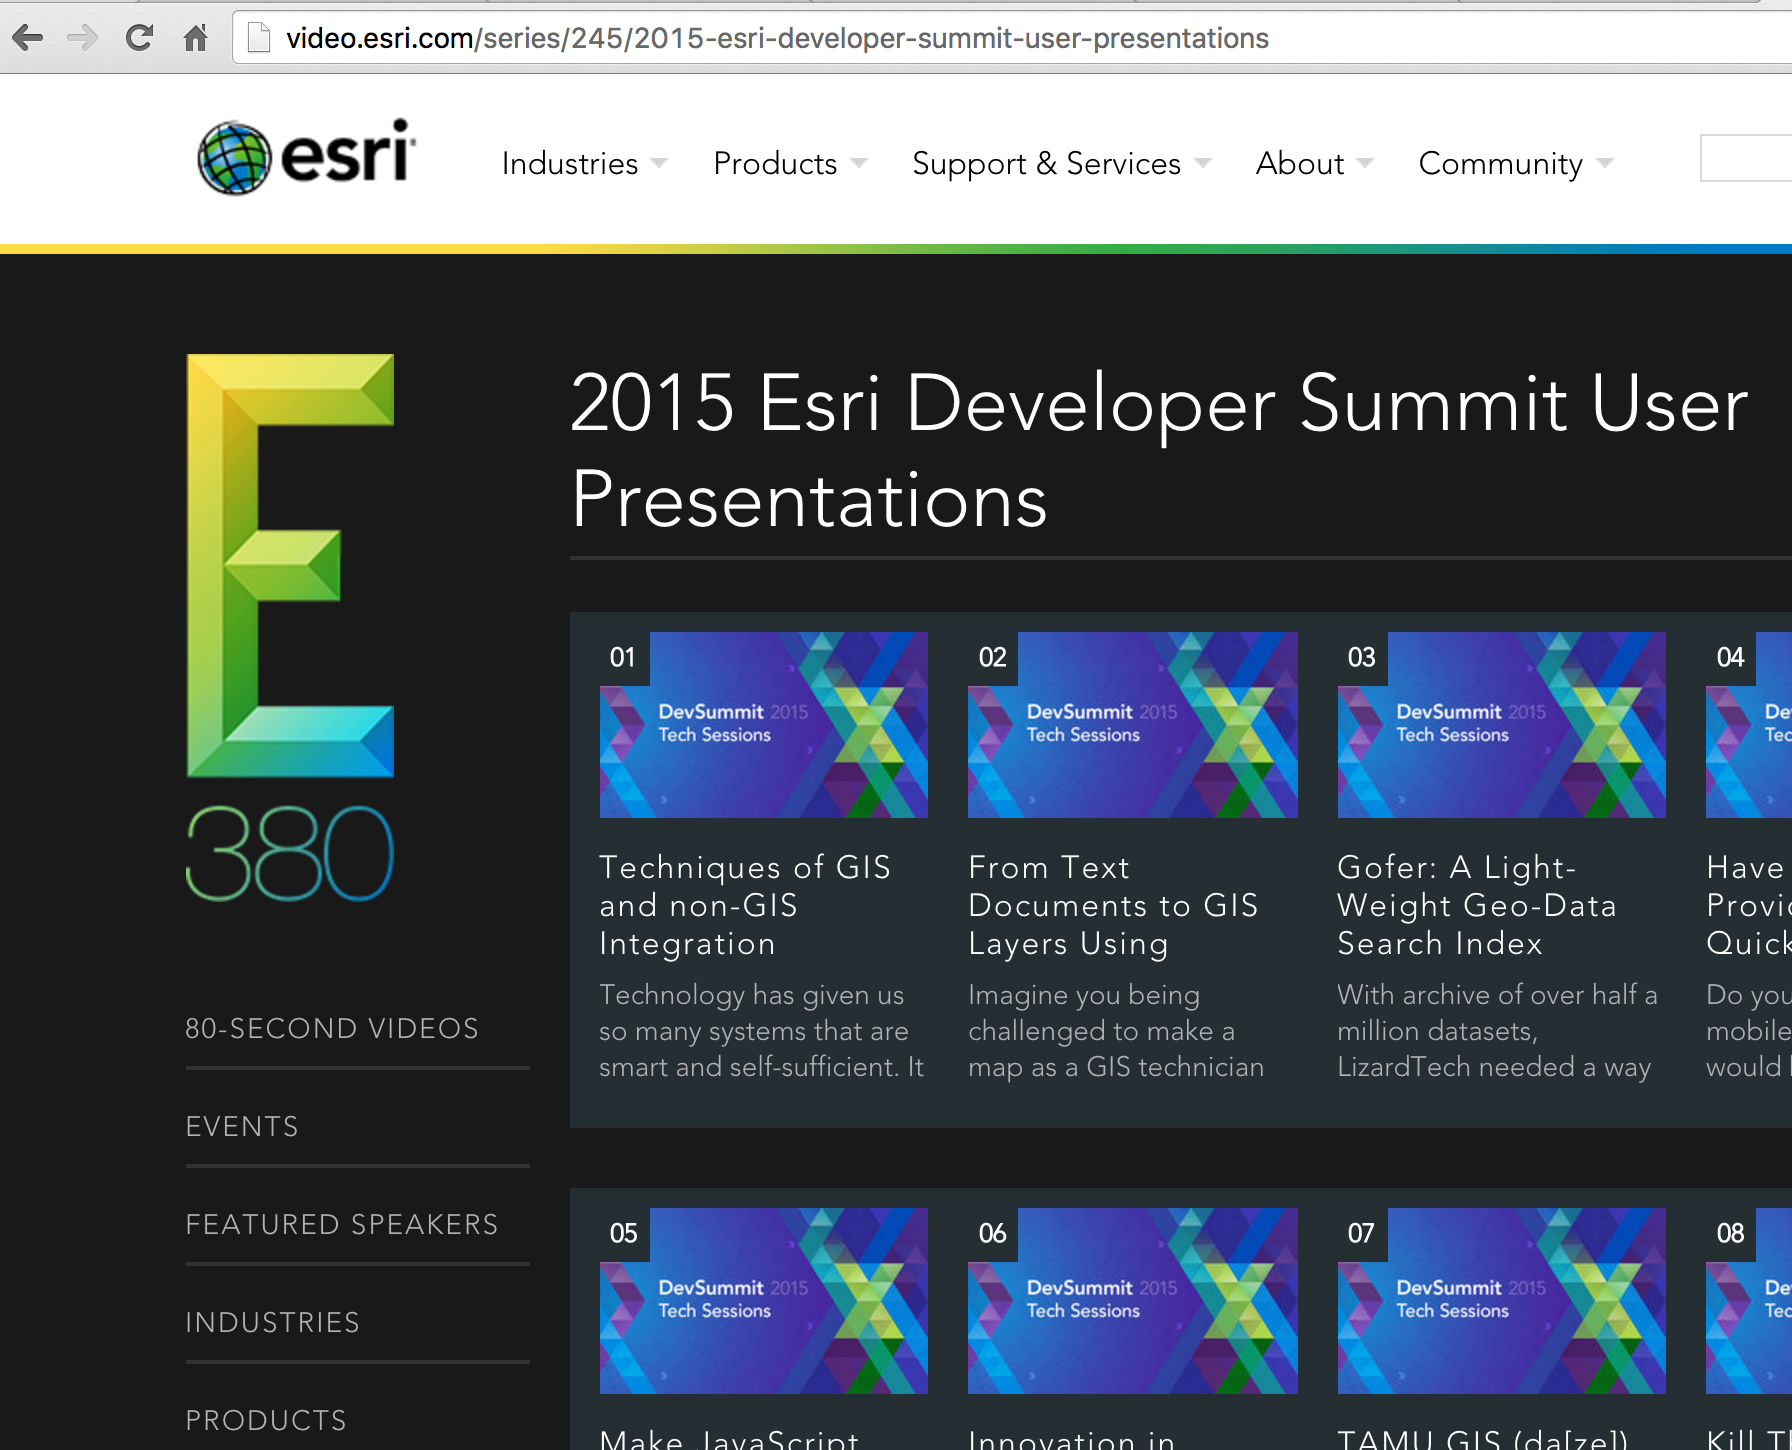 video.esri.com/series/245/2015-esri-developer-summit-user-presentations
esri
Industries Products Support & Services About Community
2015 Esri Developer Summit User
Presentations
380
80-SECOND VIDEOS
EVENTS
FEATURED SPEAKERS
INDUSTRIES
PRODUCTS
01
DevSummit 2015
Tech Sessions
Techniques of GIS
and non-GIS
Integration
Technology has given us
so many systems that are
smart and self-sufficient. It
02
DevSummit 2015
Tech Sessions
From Text
Documents to GIS
Layers Using
Imagine you being
challenged to make a
map as a GIS technician
03
DevSummit 2015
Tech Sessions
Gofer: A Light-
Weight Geo-Data
Search Index
With archive of over half a
million datasets,
LizardTech needed a way
04
Have
Quick
Do you
mobile
would
05
DevSummit 2015
Tech Sessions
Make JavaScript
06
DevSummit 2015
Tech Sessions
Innovation in
07
DevSummit 2015
Tech Sessions
TAMU GIS (da[ze])
08
Kill